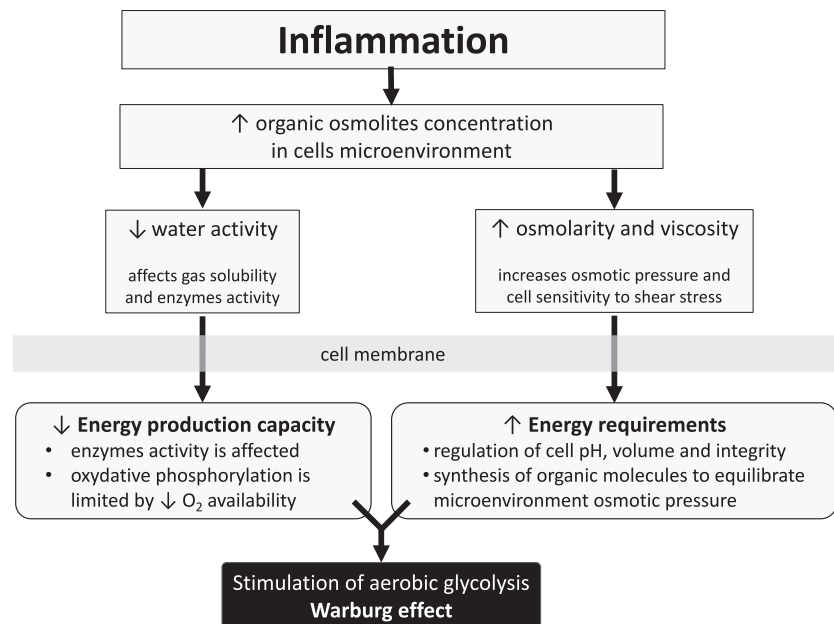 Inflammation
↑ organic osmolites concentration
in cells microenvironment
↓ water activity
affects gas solubility
and enzymes activity
↑ osmolarity and viscosity
increases osmotic pressure and
cell sensitivity to shear stress
cell membrane
↓ Energy production capacity
• enzymes activity is affected
• oxydative phosphorylation is
limited by ↓ O₂ availability
↑ Energy requirements
• regulation of cell pH, volume and integrity
• synthesis of organic molecules to equilibrate
microenvironment osmotic pressure
Stimulation of aerobic glycolysis
Warburg effect